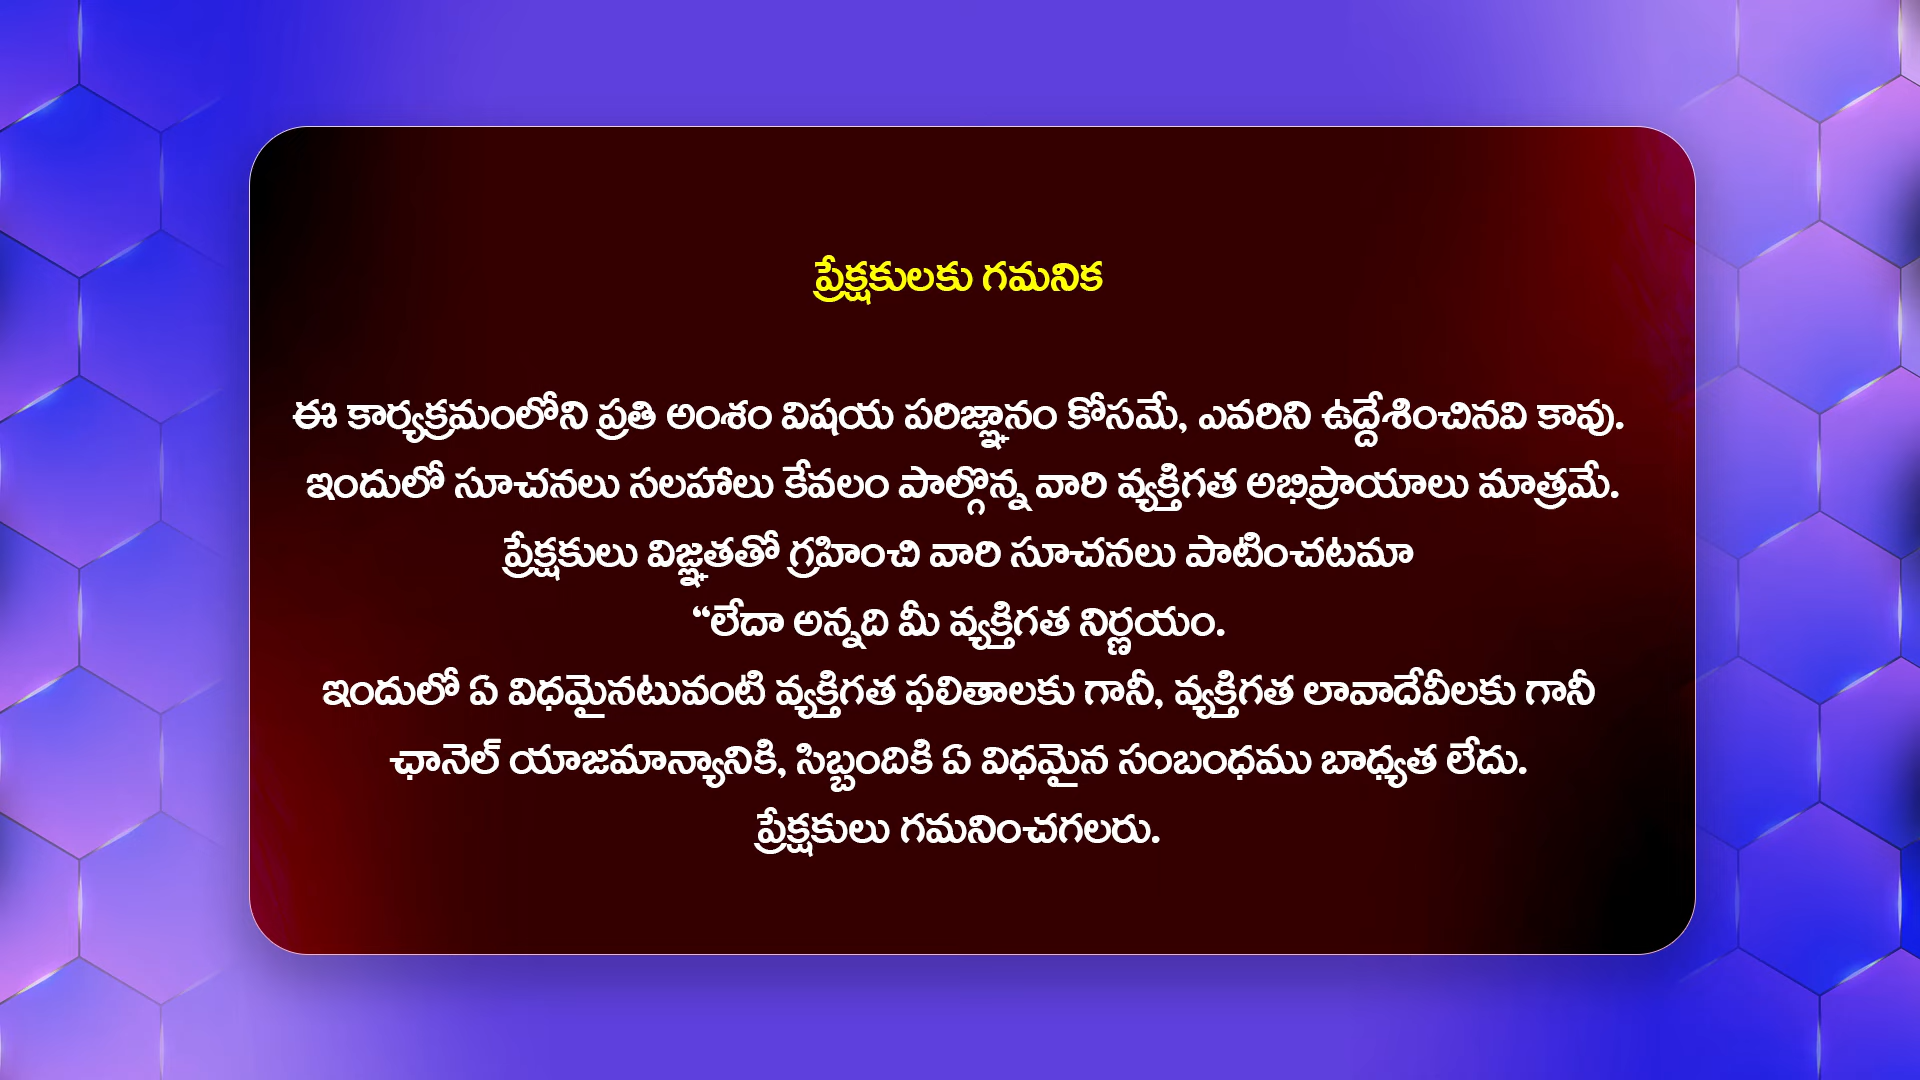 ప్రేక్షకులకు గమనిక
ఈ కార్యక్రమంలోని ప్రతి అంశం విషయ పరిజ్ఞానం కోసమే, ఎవరిని ఉద్దేశించినవి కావు.
ఇందులో సూచనలు సలహాలు కేవలం పాల్గొన్న వారి వ్యక్తిగత అభిప్రాయాలు మాత్రమే.
ప్రేక్షకులు విజ్ఞతతో గ్రహించి వారి సూచనలు పాటించటమా
“లేదా అన్నది మీ వ్యక్తిగత నిర్ణయం.
ఇందులో ఏ విధమైనటువంటి వ్యక్తిగత ఫలితాలకు గానీ, వ్యక్తిగత లావాదేవీలకు గానీ
ఛానెల్ యాజమాన్యానికి, సిబ్బందికి ఏ విధమైన సంబంధము బాధ్యత లేదు.
ప్రేక్షకులు గమనించగలరు.